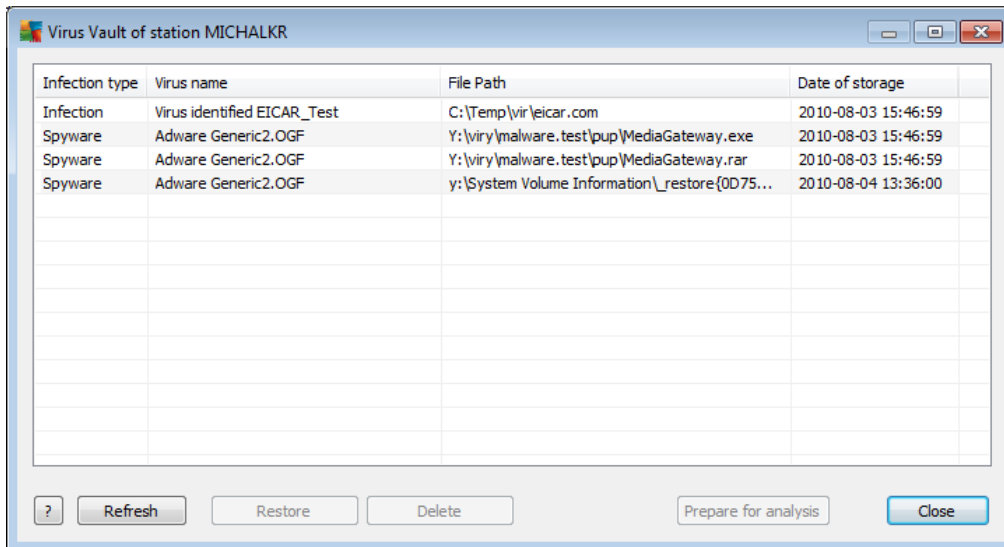 Virus Vault of station MICHALKR
Infection type Virus name File Path Date of storage
Infection Virus identified EICAR_Test C:\Temp\vir\eicar.com 2010-08-03 15:46:59
Spyware Adware Generic2.OGF Y:\viry\malware.test\pup\MediaGateway.exe 2010-08-03 15:46:59
Spyware Adware Generic2.OGF Y:\viry\malware.test\pup\MediaGateway.rar 2010-08-03 15:46:59
Spyware Adware Generic2.OGF y:\System Volume Information\_restore{0D75... 2010-08-04 13:36:00
? Refresh Restore Delete Prepare for analysis Close